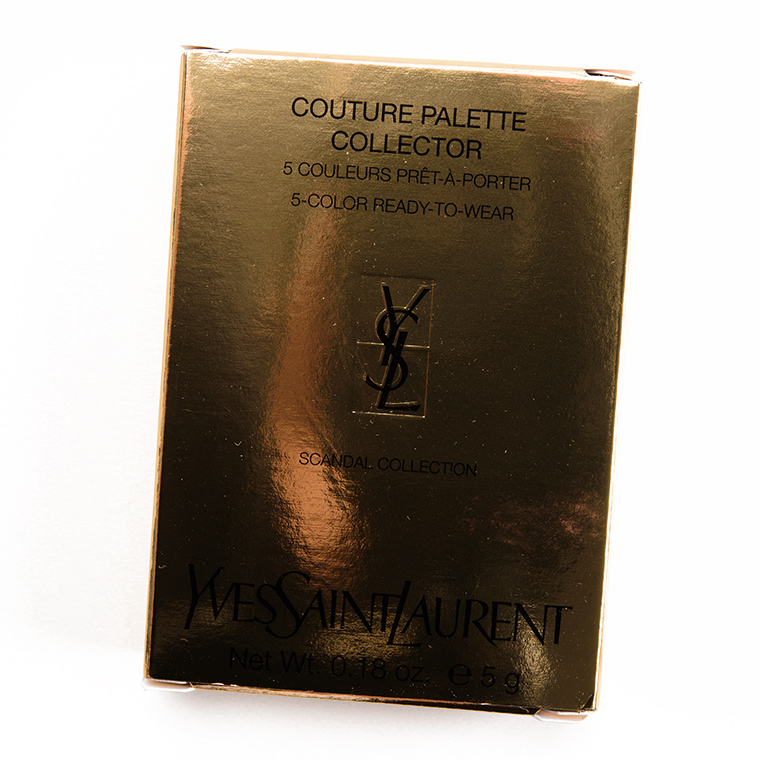 COUTURE PALETTE
COLLECTOR
5 COULEURS PRÊT-À-PORTER
5-COLOR READY-TO-WEAR
YSL
SCANDAL COLLECTION
YVESSAINTLAURENT
Net Wt. 0.18 oz. ℮ 5 g